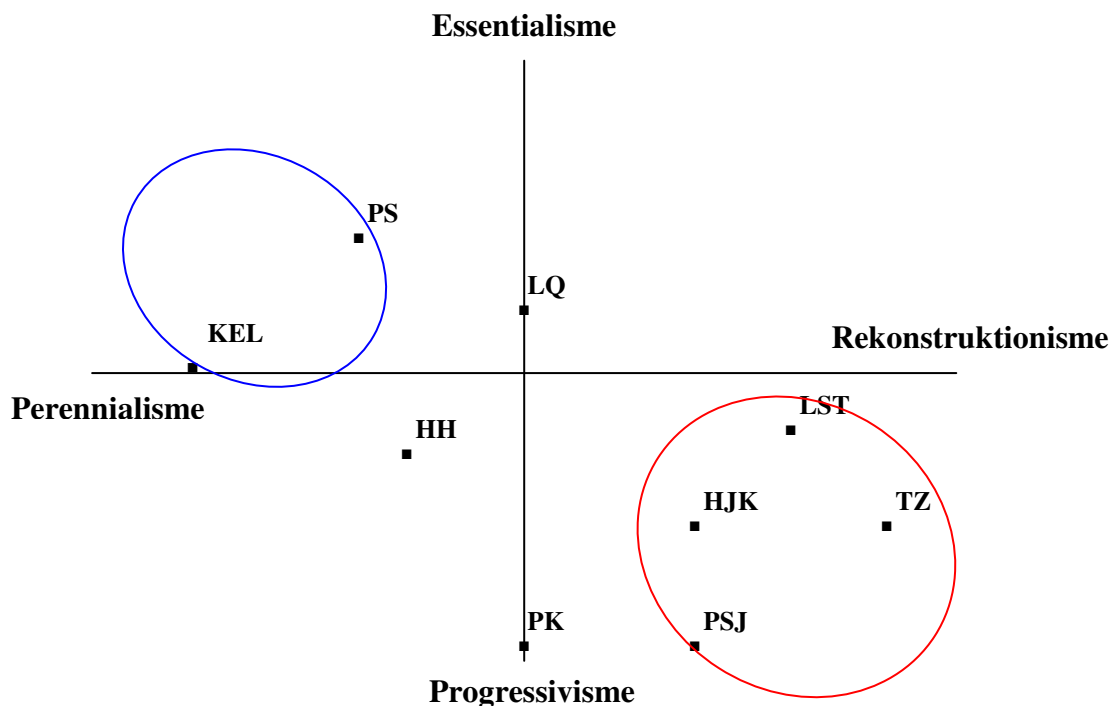 Essentialisme
PS
LQ
KEL
Rekonstruktionisme
Perennialisme
LST
HH
HJK
TZ
PK
PSJ
Progressivisme